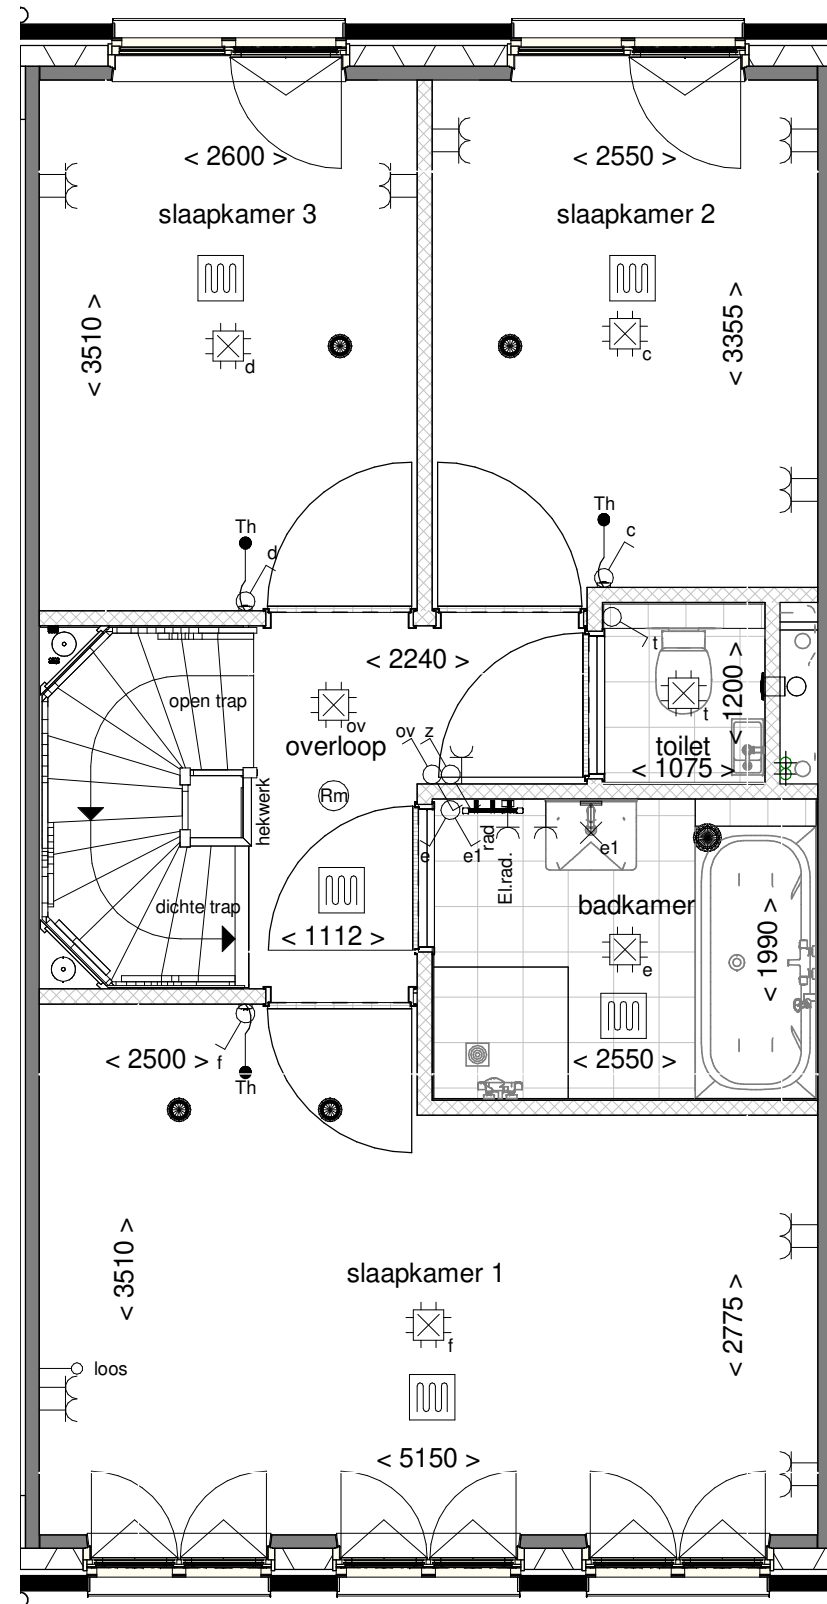 < 2600 >
< 2550 >
slaapkamer 3
slaapkamer 2
< 3510 >
< 3355 >
d
c
Th
Th
d
c
t
< 2240 >
< 1200 >
open trap
ov
t
overloop
ov z
toilet
< 1075 >
Rm
hekwerk
e
e1
rad
El.rad.
e1
dichte trap
badkamer
< 1112 >
< 1990 >
e
< 2500 >
f
< 2550 >
Th
< 3510 >
slaapkamer 1
< 2775 >
f
loos
< 5150 >